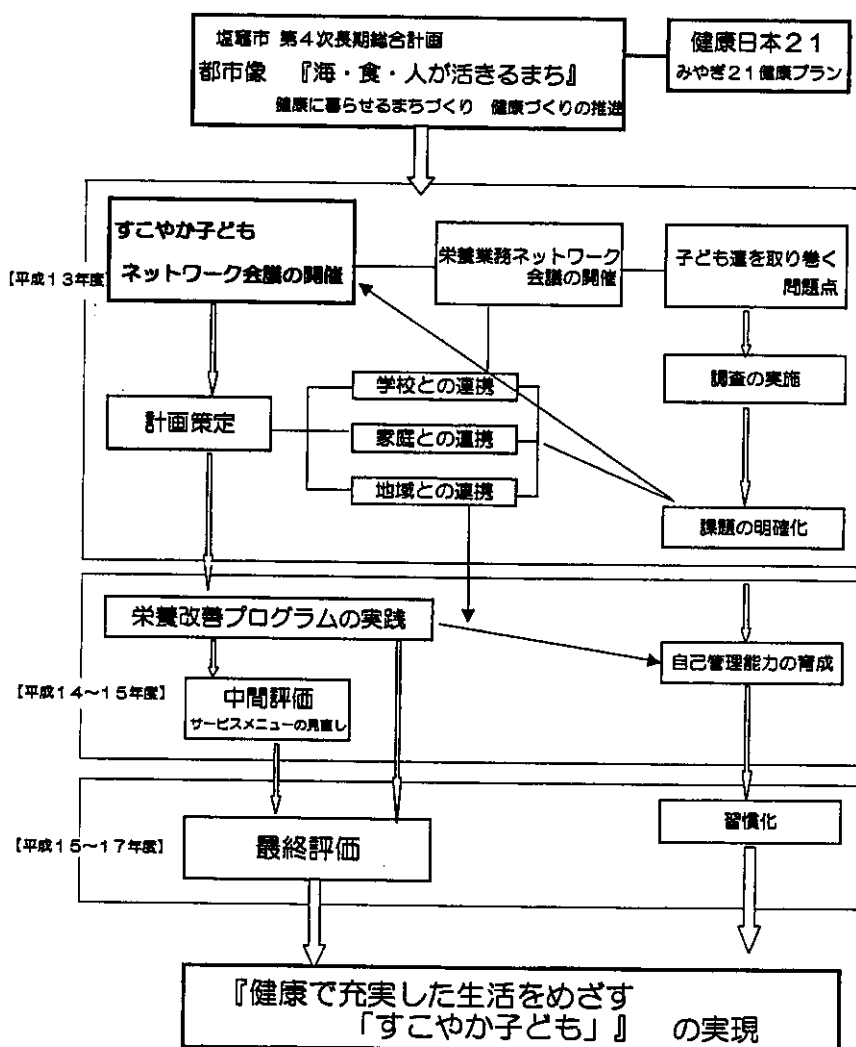 塩竈市 第4次長期総合計画
都市像 『海・食・人が活きるまち』
健康に暮らせるまちづくり 健康づくりの推進
健康日本21
みやぎ21健康プラン
【平成13年度】
すこやか子ども
ネットワーク会議の開催
栄養業務ネットワーク
会議の開催
子ども達を取り巻く
問題点
学校との連携
調査の実施
計画策定
家庭との連携
地域との連携
課題の明確化
栄養改善プログラムの実践
自己管理能力の育成
【平成14～15年度】
中間評価
サービスメニューの見直し
【平成15～17年度】
最終評価
習慣化
『健康で充実した生活をめざす
「すこやか子ども」』 の実現